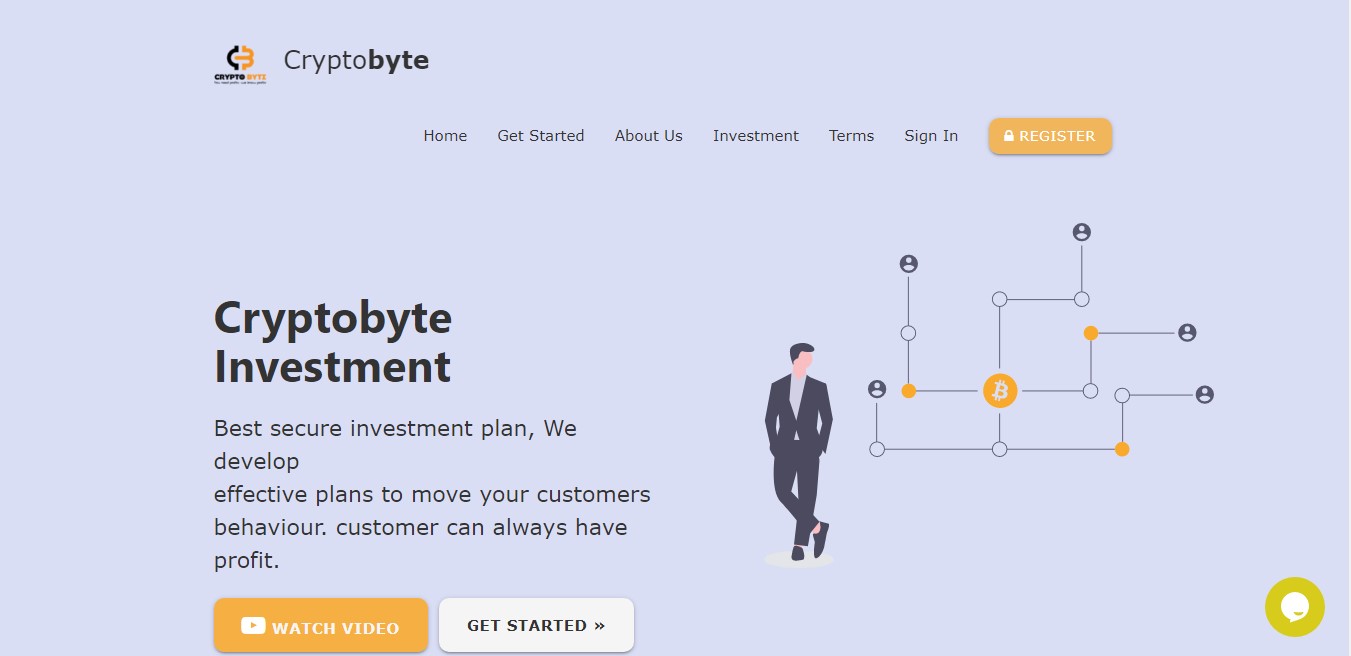 Cryptobyte
CRYPTO BYTE
Home Get Started About Us Investment Terms Sign In REGISTER
Cryptobyte
Investment
Best secure investment plan, We
develop
effective plans to move your customers
behaviour. customer can always have
profit.
WATCH VIDEO GET STARTED »